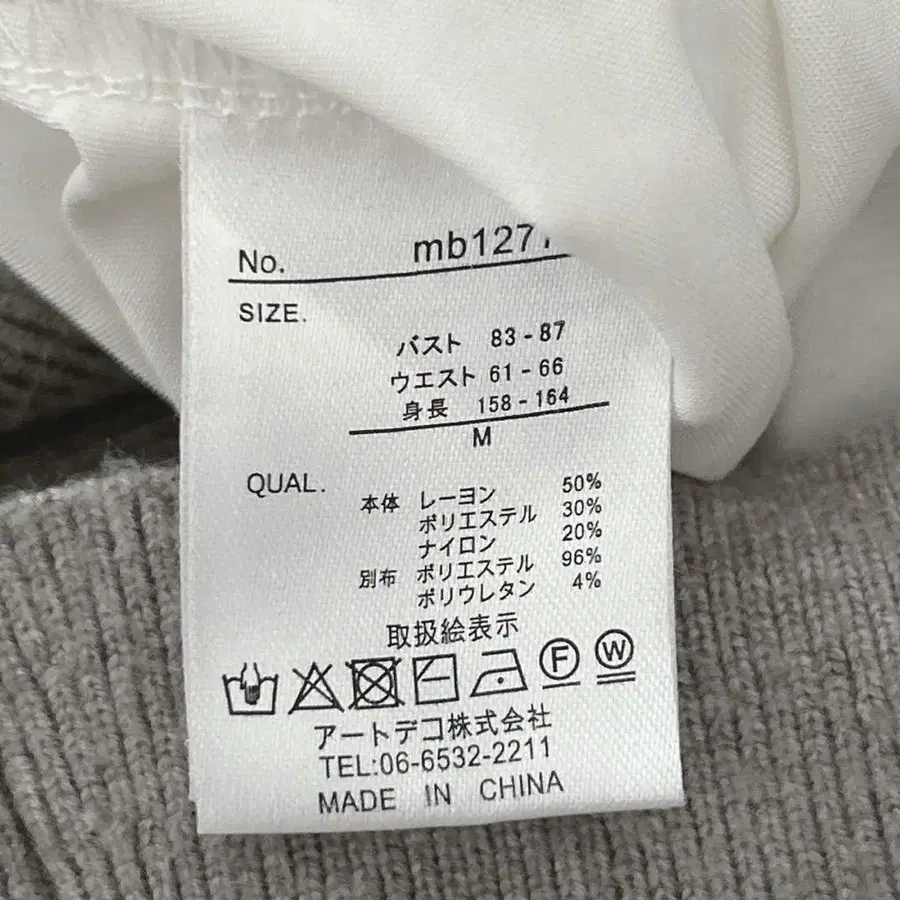 No. mb127
SIZE.
バスト 83 - 87
ウエスト 61 - 66
身長 158 - 164
M
QUAL.
本体 レーヨン 50%
ポリエステル 30%
ナイロン 20%
別布 ポリエステル 96%
ポリウレタン 4%
取扱絵表示
F W
アートデコ株式会社
TEL:06-6532-2211
MADE IN CHINA